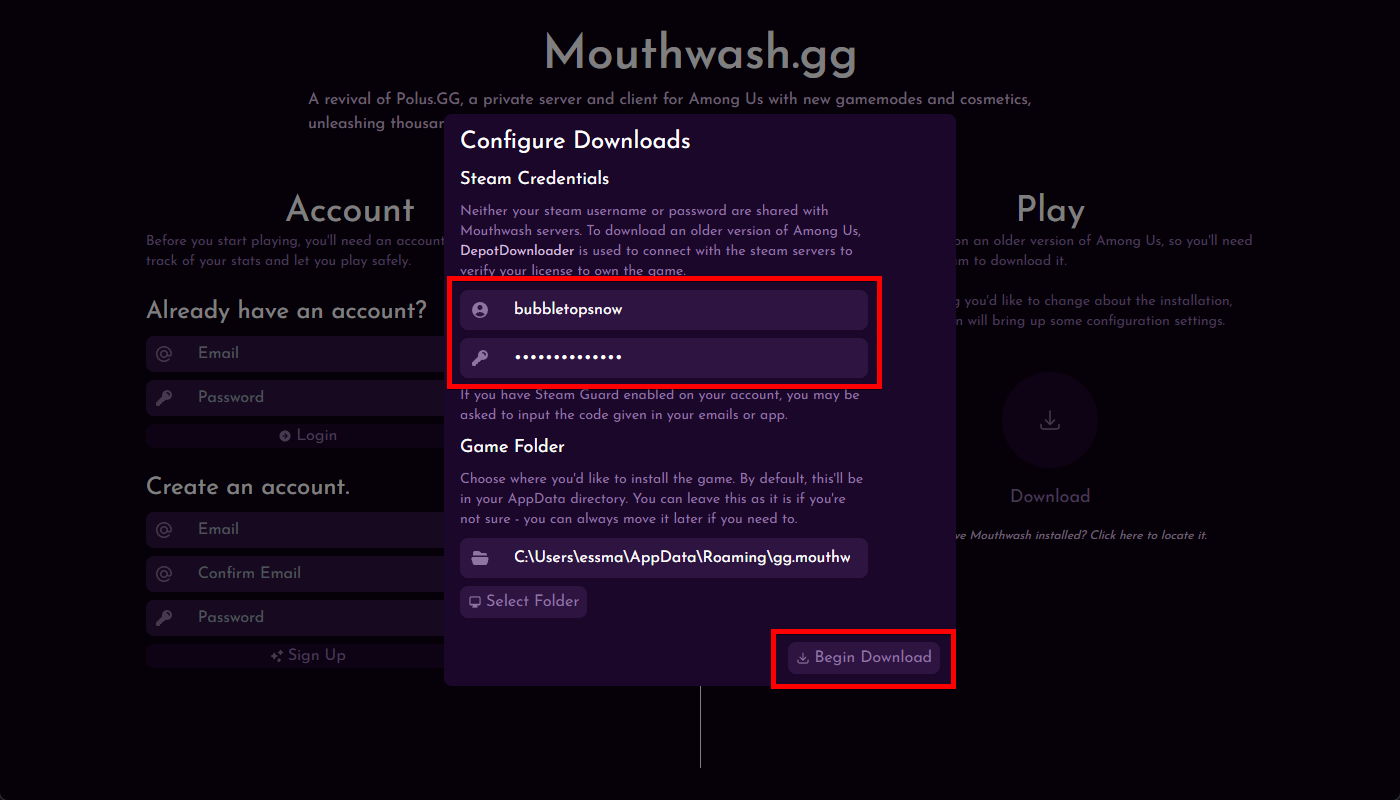 Mouthwash.gg
A revival of Polus.GG, a private server and client for Among Us with new gamemodes and cosmetics,
unleashing thousan
Account
Before you start playing, you'll need an account
track of your stats and let you play safely.
Already have an account?
Email
Password
Login
Create an account.
Email
Confirm Email
Password
Sign Up
Configure Downloads
Steam Credentials
Neither your steam username or password are shared with
Mouthwash servers. To download an older version of Among Us,
DepotDownloader is used to connect with the steam servers to
verify your license to own the game.
bubbletopsnow
••••••••••••••
If you have Steam Guard enabled on your account, you may be
asked to input the code given in your emails or app.
Game Folder
Choose where you'd like to install the game. By default, this'll be
in your AppData directory. You can leave this as it is if you're
not sure - you can always move it later if you need to.
C:\Users\essma\AppData\Roaming\gg.mouthw
Select Folder
Begin Download
Play
on an older version of Among Us, so you'll need
to download it.
you'd like to change about the installation,
will bring up some configuration settings.
Download
Mouthwash installed? Click here to locate it.